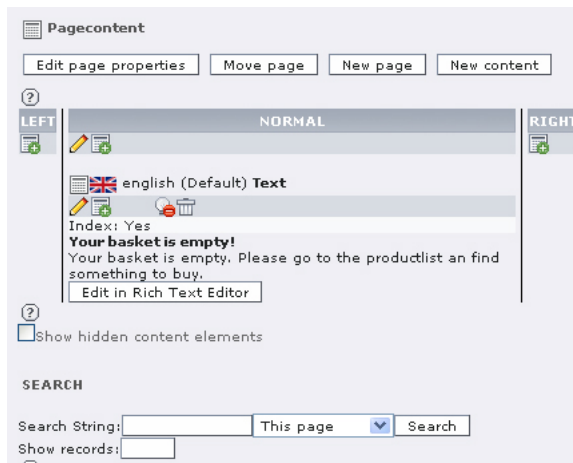 Pagecontent
Edit page properties Move page New page New content
LEFT NORMAL RIGHT
english (Default) Text
Index: Yes
Your basket is empty!
Your basket is empty. Please go to the productlist an find
something to buy.
Edit in Rich Text Editor
Show hidden content elements
SEARCH
Search String: This page Search
Show records: